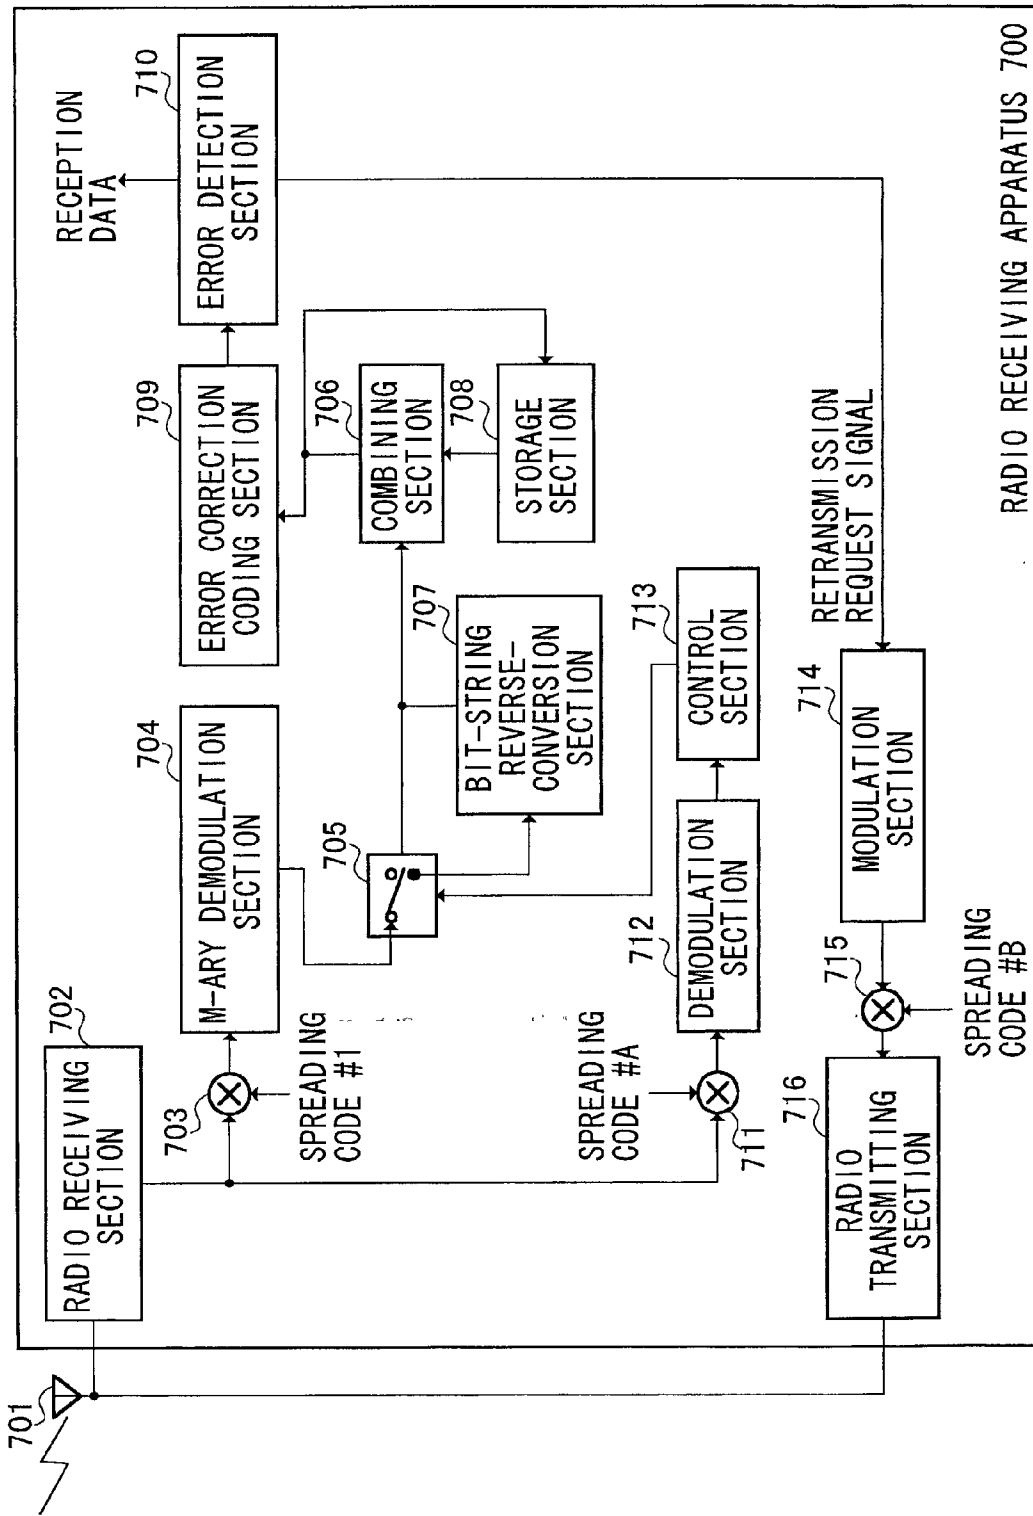 701
702
RADIO RECEIVING
SECTION
703
SPREADING
CODE #1
704
M-ARY DEMODULATION
SECTION
705
709
ERROR CORRECTION
CODING SECTION
706
COMBINING
SECTION
707
BIT-STRING
REVERSE-
CONVERSION
SECTION
708
STORAGE
SECTION
RECEPTION
DATA
710
ERROR DETECTION
SECTION
SPREADING
CODE #A
711
712
DEMODULATION
SECTION
713
CONTROL
SECTION
RETRANSMISSION
REQUEST SIGNAL
714
MODULATION
SECTION
715
SPREADING
CODE #B
716
RADIO
TRANSMITTING
SECTION
RADIO RECEIVING APPARATUS 700